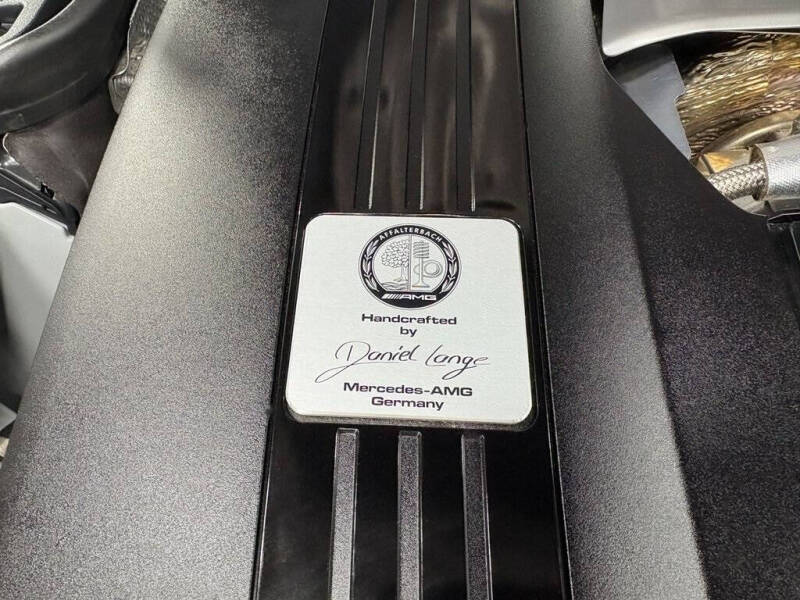 AFFALTERBACH
AMG
Handcrafted
by
Daniel Lange
Mercedes-AMG
Germany